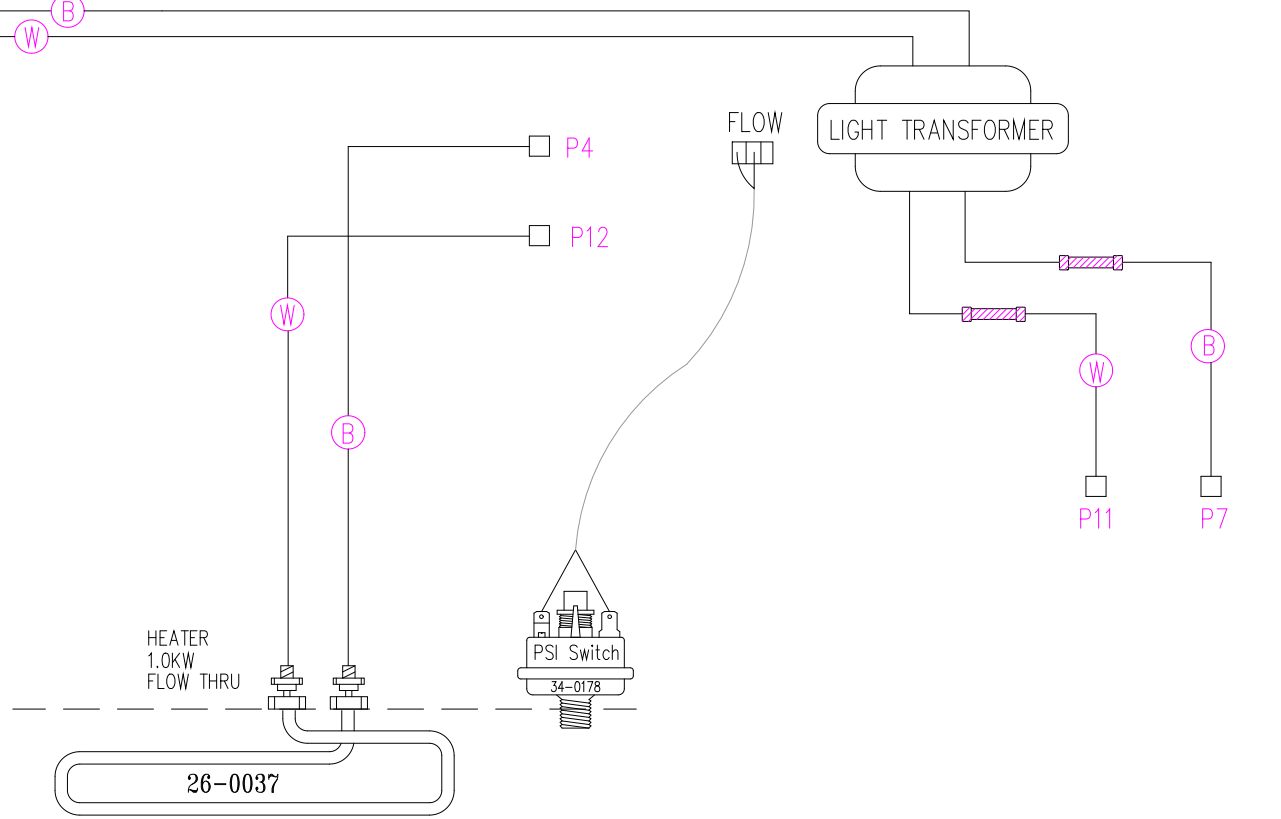 B
W
FLOW
LIGHT TRANSFORMER
P4
P12
W
B
B
W
P11
P7
HEATER
1.0KW
FLOW THRU
PSI Switch
34-0178
26-0037